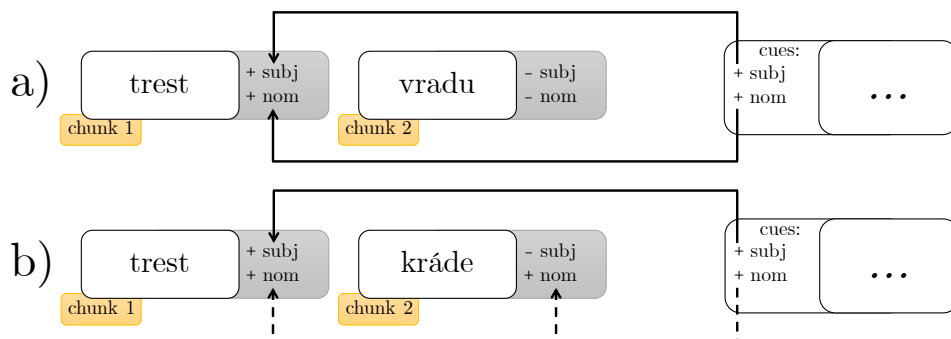 a)
trest
+ subj
+ nom
chunk 1
vradu
- subj
- nom
chunk 2
cues:
+ subj
+ nom
...
b)
trest
+ subj
+ nom
chunk 1
kráde
- subj
+ nom
chunk 2
cues:
+ subj
+ nom
...